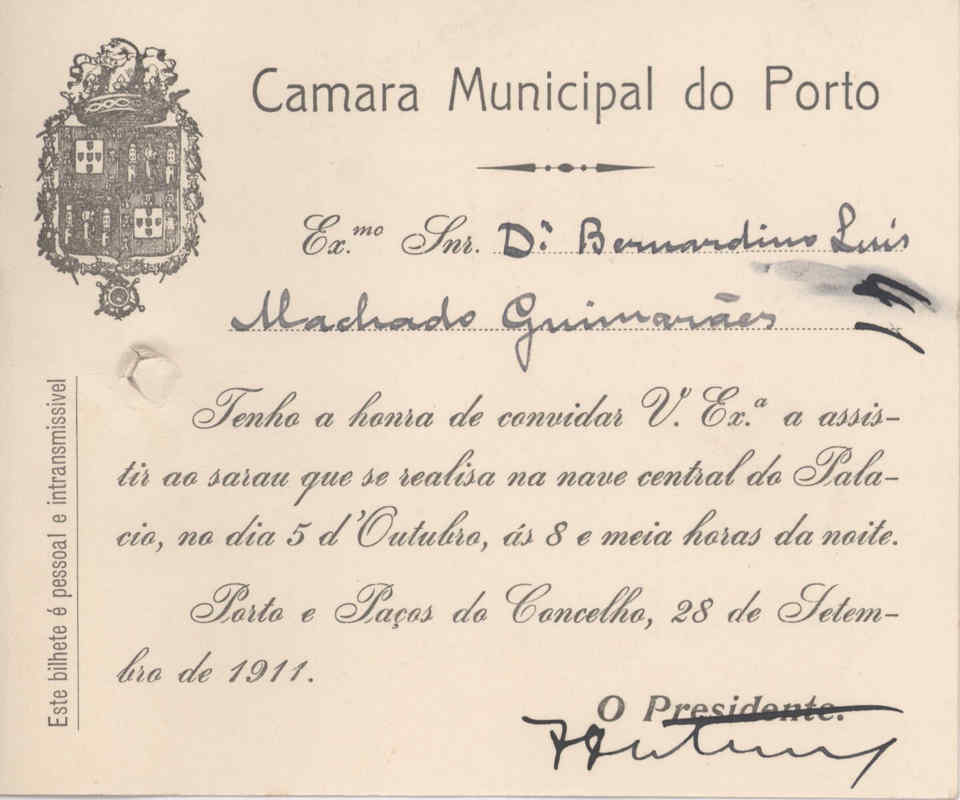 Camara Municipal do Porto
Ex.mo Snr. Dr. Bernardino Luís
Machado Guimarães
Tenho a honra de convidar V. Ex.ª a assis-
tir ao sarau que se realisa na nave central do Pala-
cio, no dia 5 d'Outubro, ás 8 e meia horas da noite.
Porto e Paços do Concelho, 28 de Setem-
bro de 1911.
O Presidente.
Este bilhete é pessoal e intransmissivel